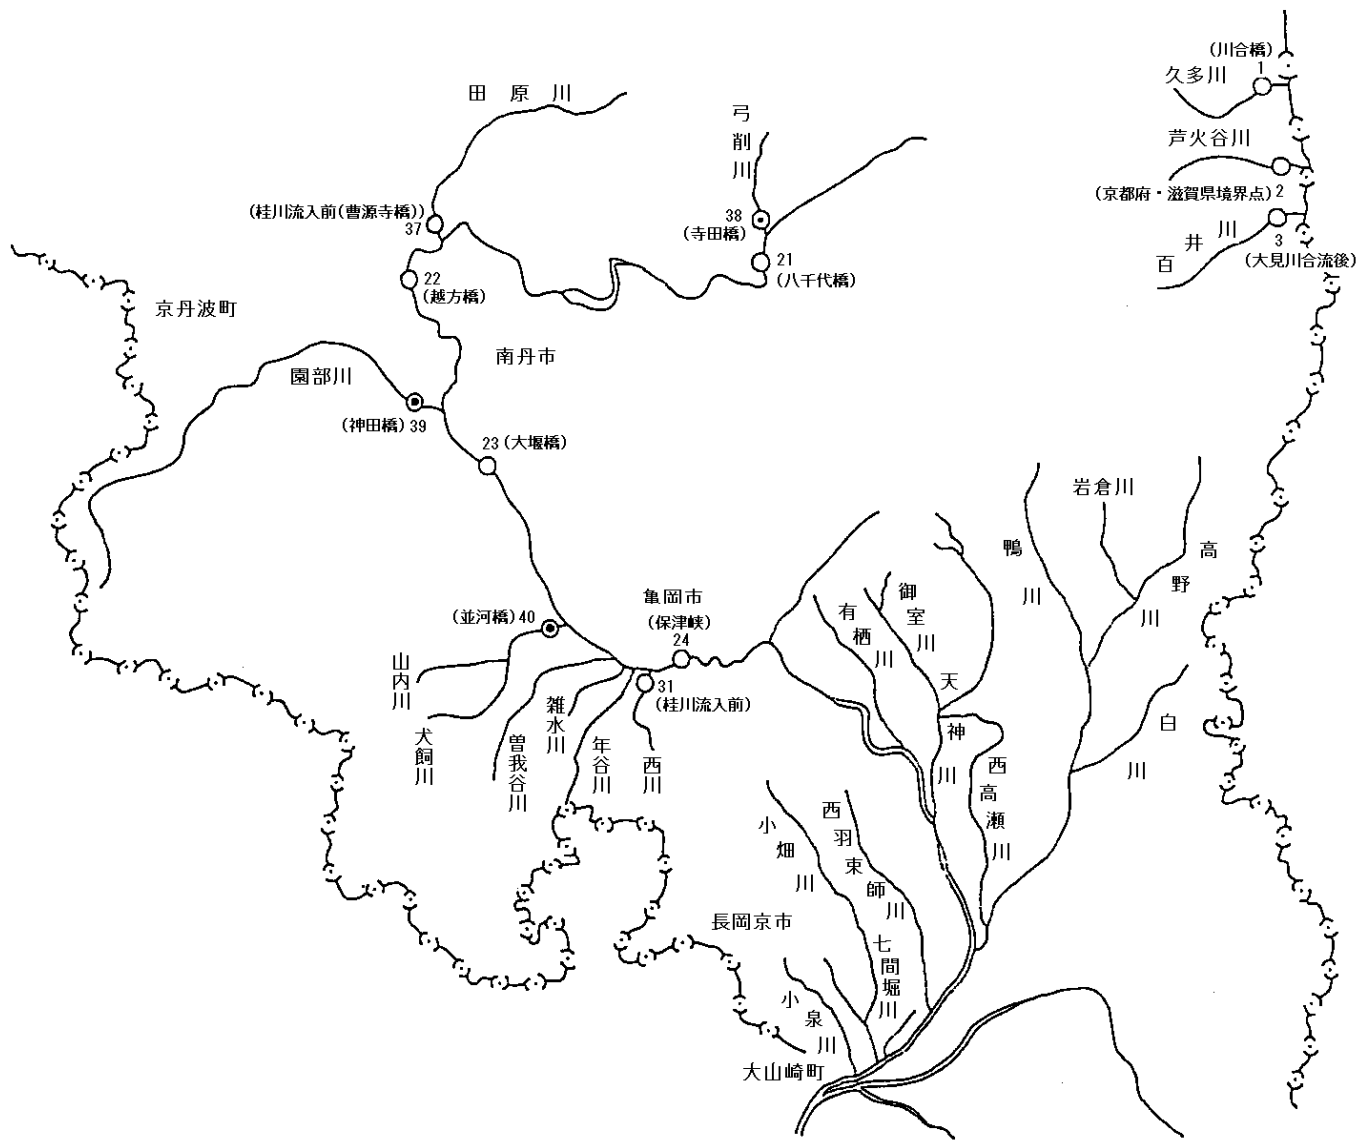 (川合橋)
1
久多川
田原川
弓削川
芦火谷川
(京都府・滋賀県境界点) 2
(桂川流入前(曹源寺橋))
37
38
(寺田橋)
百井川
3
(大見川合流後)
21
(八千代橋)
22
(越方橋)
京丹波町
南丹市
園部川
(神田橋) 39
23 (大堰橋)
岩倉川
鴨川
高野川
亀岡市
(保津峡)
24
(並河橋) 40
御室川
有栖川
山内川
31
(桂川流入前)
天神川
雑水川
犬飼川
曽我谷川
年谷川
西川
白川
西高瀬川
小畑川
西羽束師川
長岡京市
七間堀川
小泉川
大山崎町